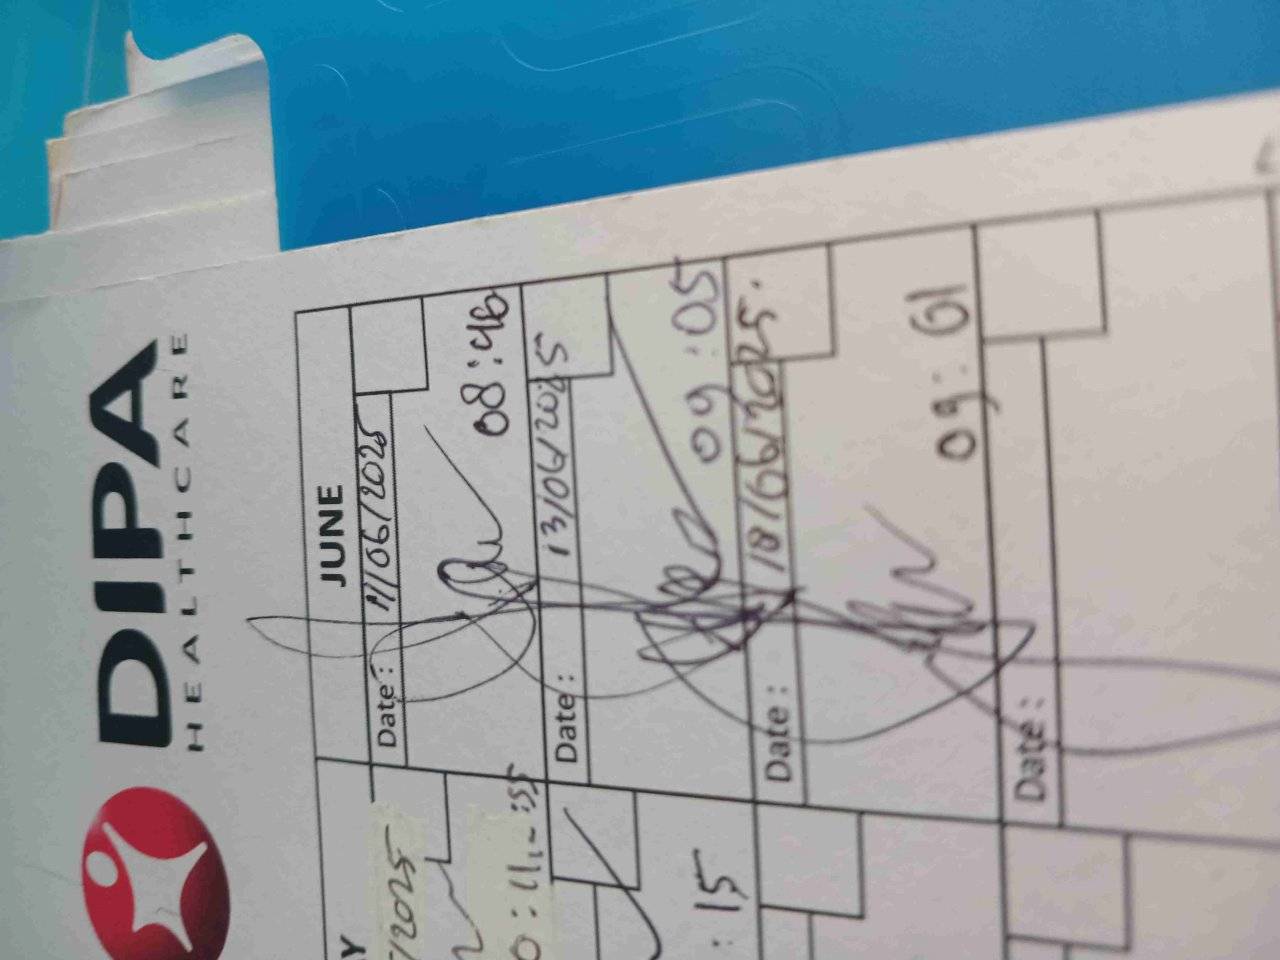 DIPA
HEALTHCARE
JUNE
Date: 11/06/2025
08:46
Date: 13/06/2025
09:05
Date: 18/06/2025.
09:01
Date:
/2025
:15